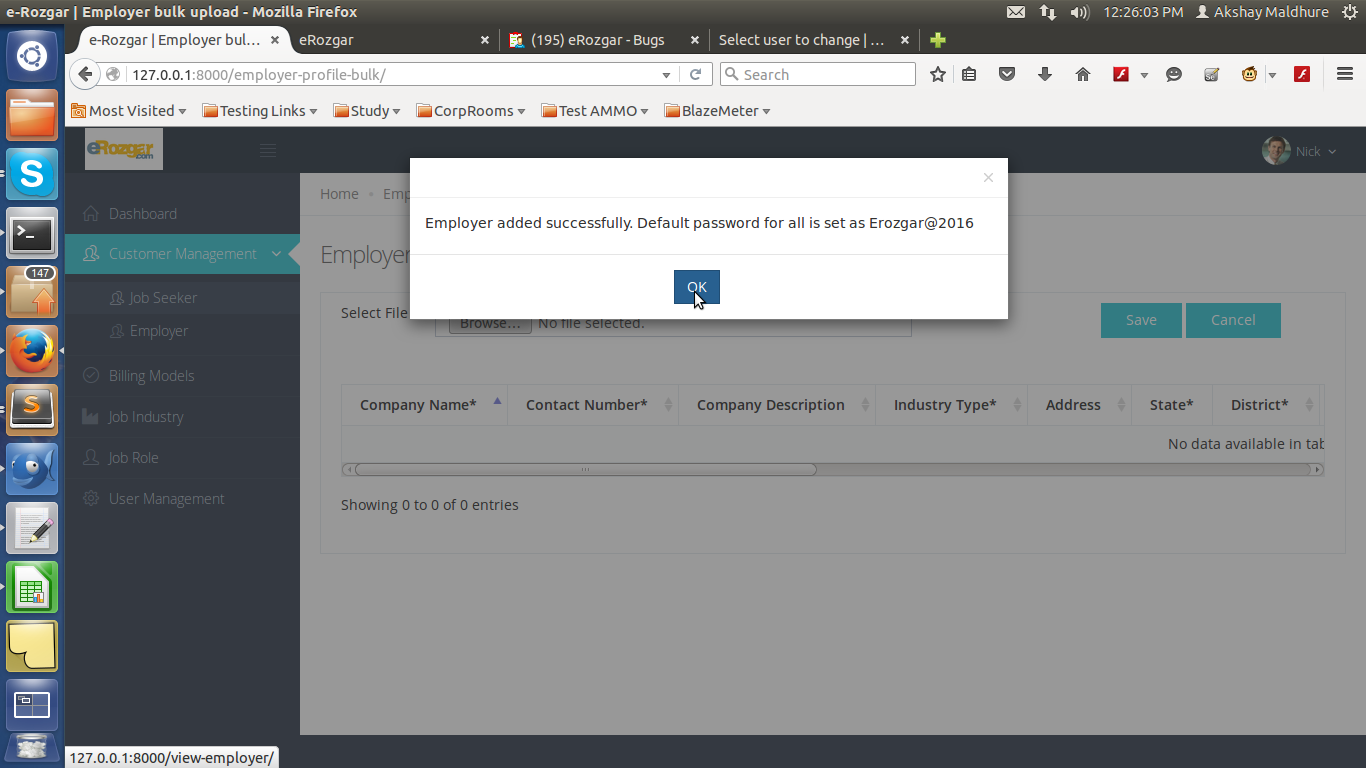 e-Rozgar | Employer bulk upload - Mozilla Firefox
12:26:03 PM Akshay Maldhure
e-Rozgar | Employer bul... × eRozgar × (195) eRozgar - Bugs × Select user to change | ... ×
127.0.0.1:8000/employer-profile-bulk/ Search
Most Visited Testing Links Study CorpRooms Test AMMO BlazeMeter
eRozgar.com
Nick
×
Home • Emp
Employer added successfully. Default password for all is set as Erozgar@2016
Dashboard
Customer Management
Employer
OK
Job Seeker
Select File
Browse... No file selected.
Save Cancel
Employer
Billing Models
Company Name* Contact Number* Company Description Industry Type* Address State* District*
Job Industry
No data available in tab
Job Role
Showing 0 to 0 of 0 entries
User Management
147
S
S
127.0.0.1:8000/view-employer/